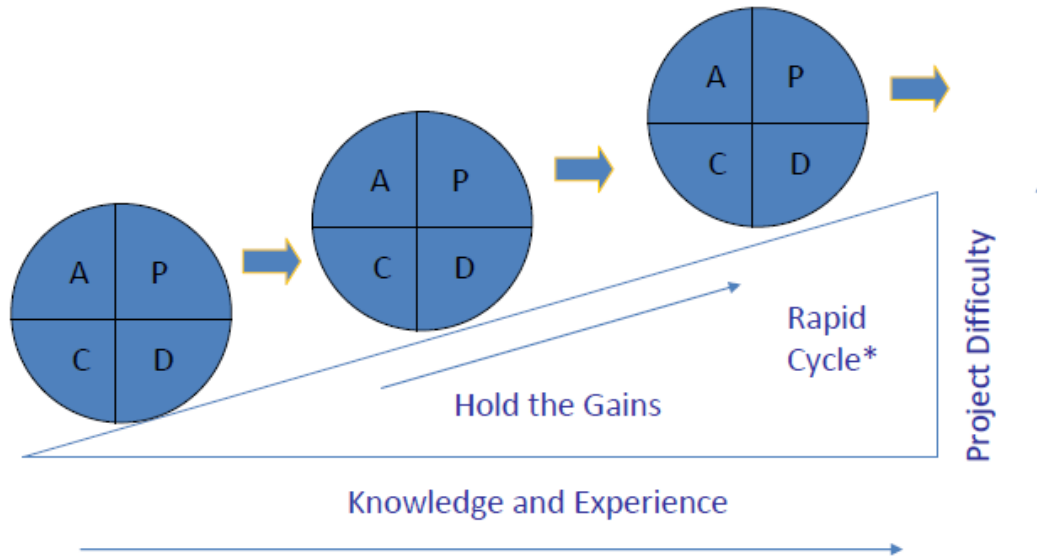 A P
C D
A P
C D
A P
C D
Rapid
Cycle*
Hold the Gains
Project Difficulty
Knowledge and Experience